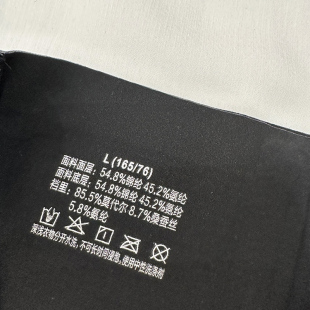 L (165/76)
面料面层: 54.8%锦纶 45.2%氨纶
面料底层: 54.8%锦纶 45.2%氨纶
裆里: 85.5%莫代尔 8.7%桑蚕丝
5.8%氨纶
深浅衣物分开水洗, 不可长时间浸泡, 使用中性洗涤剂